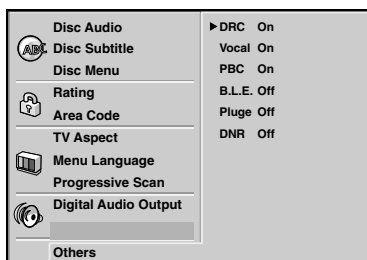 Disc Audio
ABC Disc Subtitle
Disc Menu
Rating
Area Code
TV Aspect
Menu Language
Progressive Scan
Digital Audio Output
Others
DRC On
Vocal On
PBC On
B.L.E. Off
Pluge Off
DNR Off